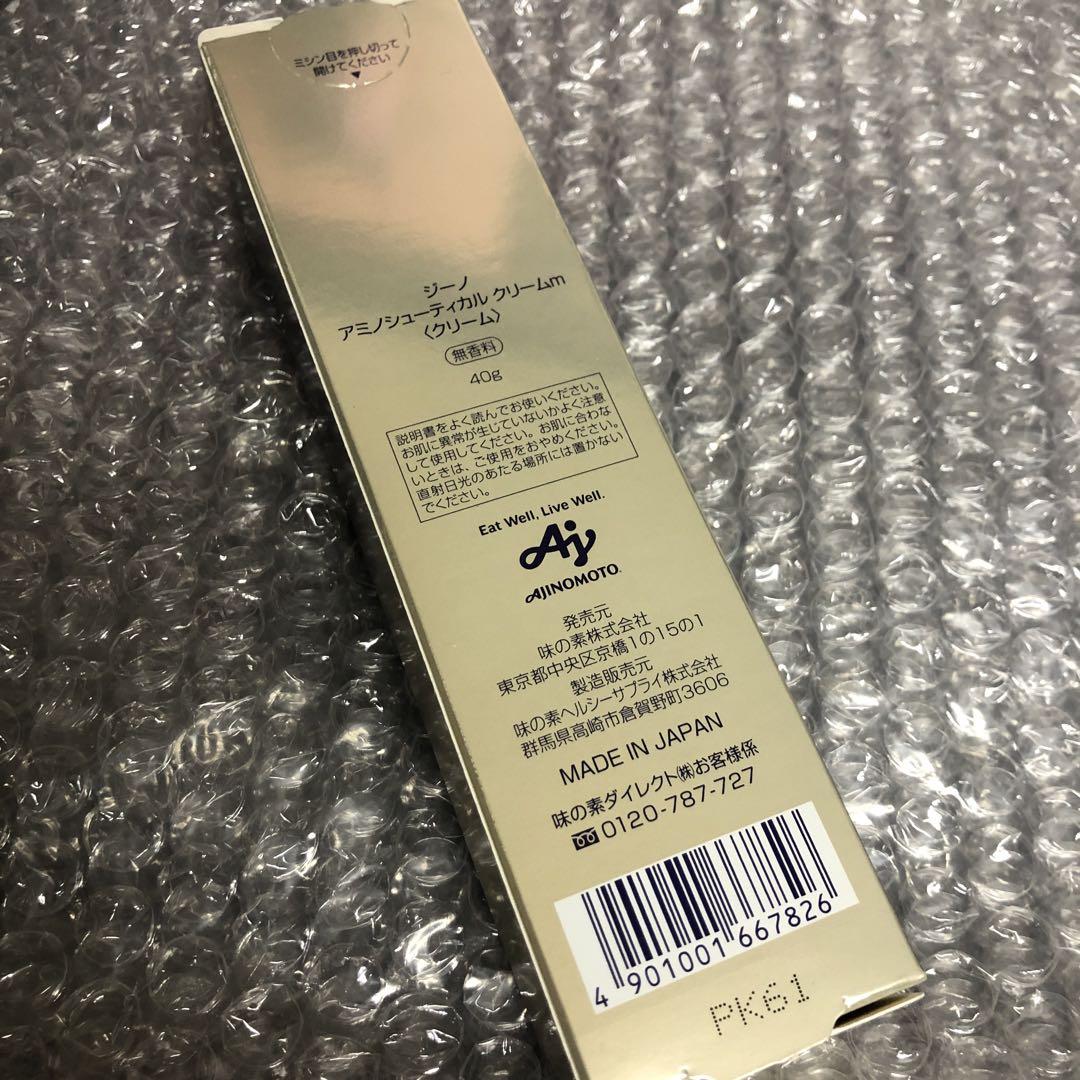 ミシン目を押し切って
開けてください
▼
ジーノ
アミノシューティカル クリームm
〈クリーム〉
無香料
40g
説明書をよく読んでお使いください。
お肌に異常が生じていないかよく注意
して使用してください。お肌に合わな
いときは、ご使用をおやめください。
直射日光のあたる場所には置かない
でください。
Eat Well, Live Well.
Aj
AJINOMOTO
発売元
味の素株式会社
東京都中央区京橋1の15の1
製造販売元
味の素ヘルシーサプライ株式会社
群馬県高崎市倉賀野町3606
MADE IN JAPAN
味の素ダイレクト㈱お客様係
0120-787-727
4 901001 667826
PK61